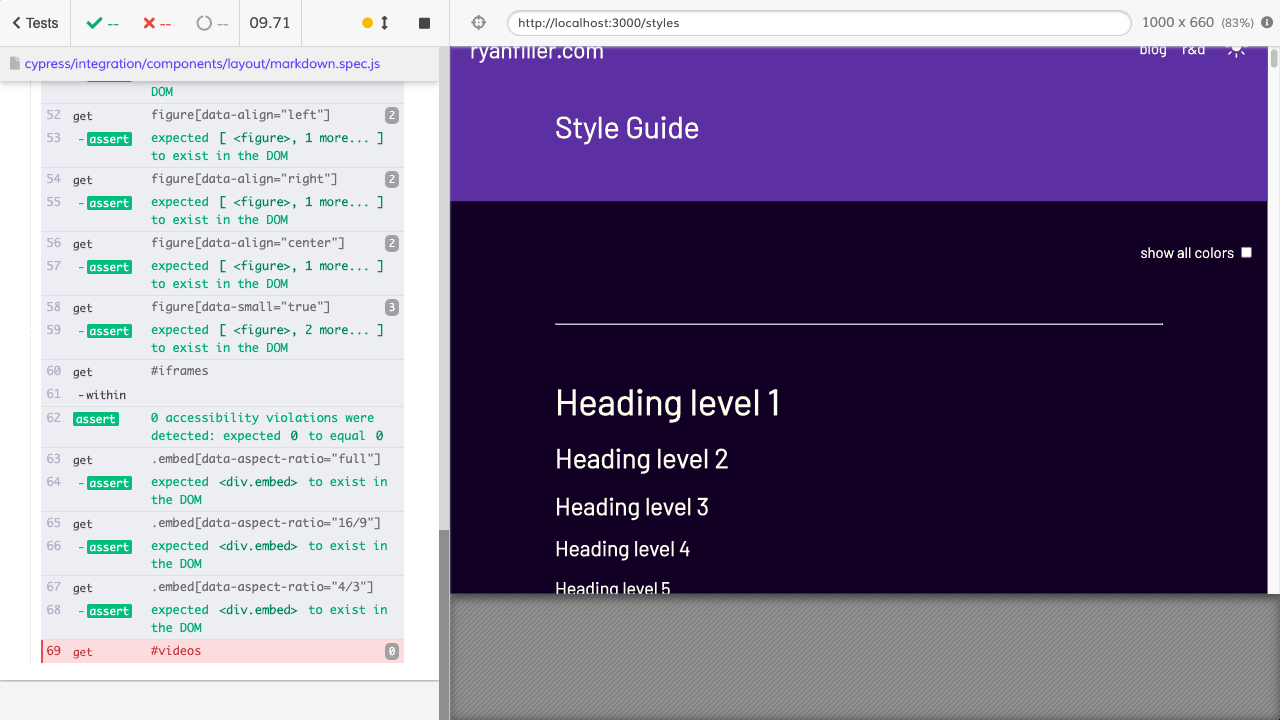 Tests
--
--
--
09.71
http://localhost:3000/styles
1000 x 660 (83%)
cypress/integration/components/layout/markdown.spec.js
DOM
52 get figure[data-align="left"] 2
53 -assert expected [ <figure>, 1 more... ]
to exist in the DOM
54 get figure[data-align="right"] 2
55 -assert expected [ <figure>, 1 more... ]
to exist in the DOM
56 get figure[data-align="center"] 2
57 -assert expected [ <figure>, 1 more... ]
to exist in the DOM
58 get figure[data-small="true"] 3
59 -assert expected [ <figure>, 2 more... ]
to exist in the DOM
60 get #iframes
61 -within
62 assert 0 accessibility violations were
detected: expected 0 to equal 0
63 get .embed[data-aspect-ratio="full"]
64 -assert expected <div.embed> to exist in
the DOM
65 get .embed[data-aspect-ratio="16/9"]
66 -assert expected <div.embed> to exist in
the DOM
67 get .embed[data-aspect-ratio="4/3"]
68 -assert expected <div.embed> to exist in
the DOM
69 get #videos 0
ryanfiller.com
blog r&d
Style Guide
show all colors
Heading level 1
Heading level 2
Heading level 3
Heading level 4
Heading level 5